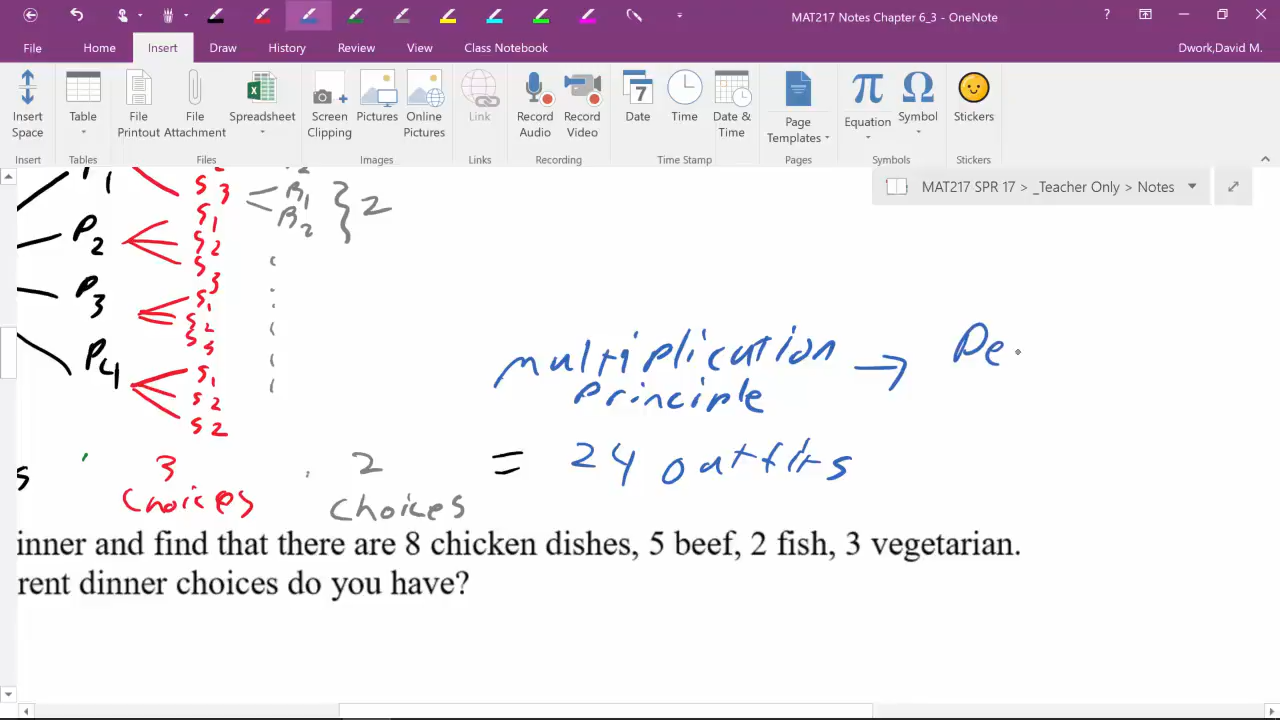 MAT217 Notes Chapter 6_3 - OneNote
?
File Home Insert Draw History Review View Class Notebook Dwork,David M.
Insert Space Table File Printout File Attachment Spreadsheet Screen Clipping Pictures Online Pictures Link Record Audio Record Video Date Time Date & Time Page Templates Equation Symbol Stickers
Insert Tables Files Images Links Recording Time Stamp Pages Symbols Stickers
MAT217 SPR 17 > _Teacher Only > Notes
P1 S3 B1 } 2
S1 B2
P2 S2
S3
P3 S1
S2
S
P4 S1
S2
S2
multiplication → De
principle
s · 3 · 2 = 24 outfits
choices choices
inner and find that there are 8 chicken dishes, 5 beef, 2 fish, 3 vegetarian.
rent dinner choices do you have?